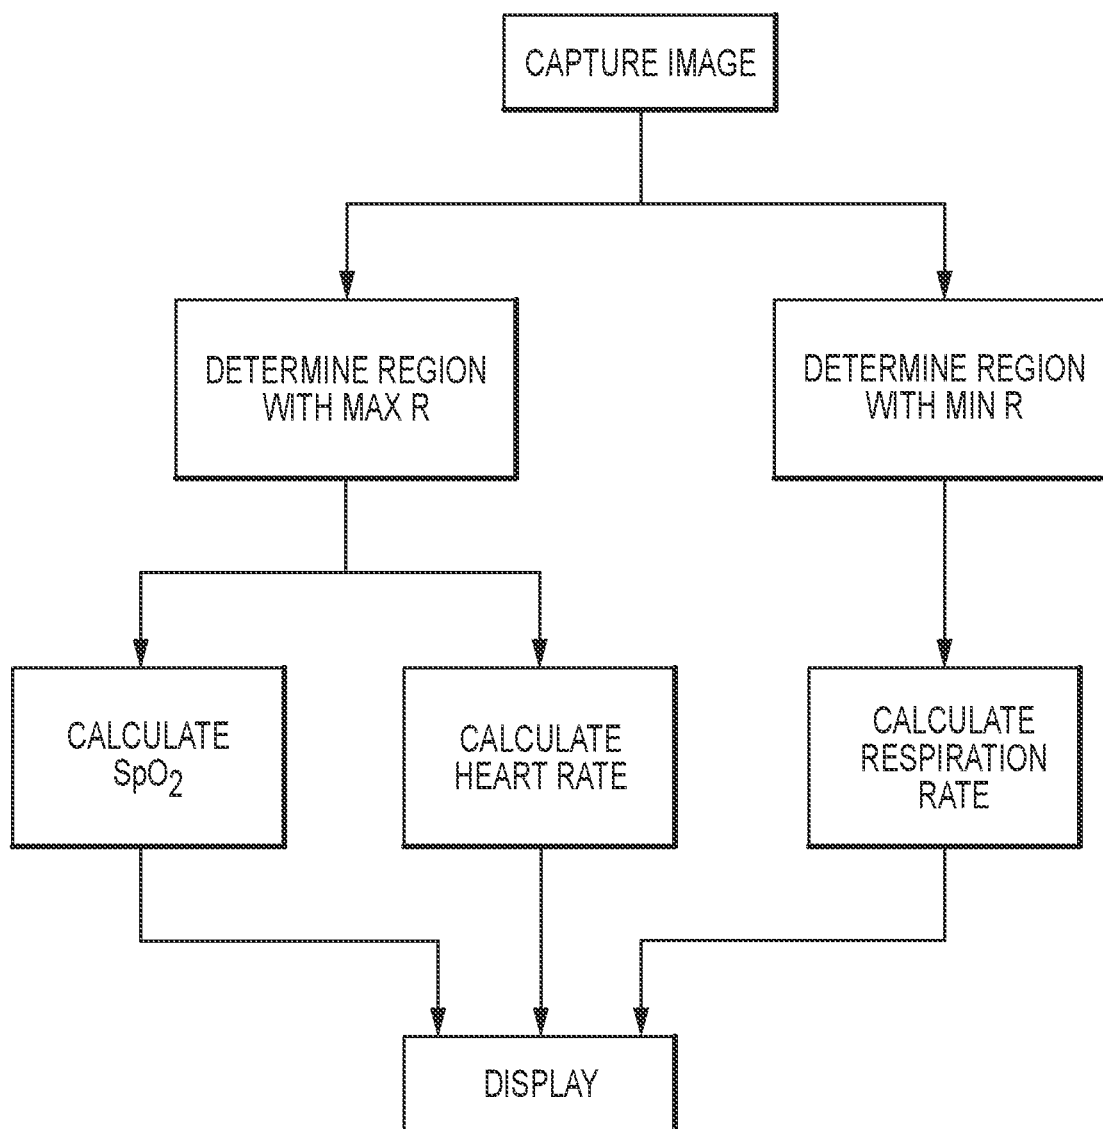 CAPTURE IMAGE
DETERMINE REGION
WITH MAX R
DETERMINE REGION
WITH MIN R
CALCULATE
SpO₂
CALCULATE
HEART RATE
CALCULATE
RESPIRATION
RATE
DISPLAY